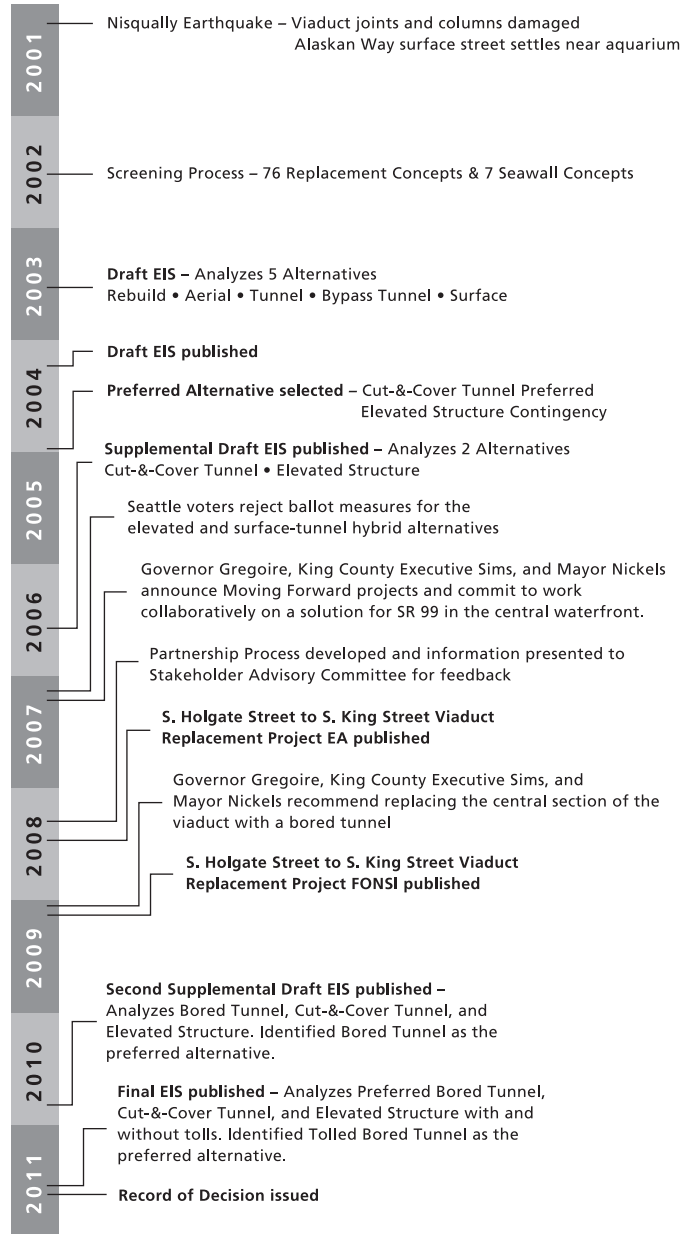 2001
Nisqually Earthquake – Viaduct joints and columns damaged
Alaskan Way surface street settles near aquarium
2002
Screening Process – 76 Replacement Concepts & 7 Seawall Concepts
2003
Draft EIS – Analyzes 5 Alternatives
Rebuild • Aerial • Tunnel • Bypass Tunnel • Surface
2004
Draft EIS published
Preferred Alternative selected – Cut-&-Cover Tunnel Preferred
Elevated Structure Contingency
2005
Supplemental Draft EIS published – Analyzes 2 Alternatives
Cut-&-Cover Tunnel • Elevated Structure
Seattle voters reject ballot measures for the
elevated and surface-tunnel hybrid alternatives
2006
Governor Gregoire, King County Executive Sims, and Mayor Nickels
announce Moving Forward projects and commit to work
collaboratively on a solution for SR 99 in the central waterfront.
Partnership Process developed and information presented to
Stakeholder Advisory Committee for feedback
2007
S. Holgate Street to S. King Street Viaduct
Replacement Project EA published
Governor Gregoire, King County Executive Sims, and
Mayor Nickels recommend replacing the central section of the
viaduct with a bored tunnel
2008
S. Holgate Street to S. King Street Viaduct
Replacement Project FONSI published
2009
Second Supplemental Draft EIS published –
Analyzes Bored Tunnel, Cut-&-Cover Tunnel, and
Elevated Structure. Identified Bored Tunnel as the
preferred alternative.
2010
Final EIS published – Analyzes Preferred Bored Tunnel,
Cut-&-Cover Tunnel, and Elevated Structure with and
without tolls. Identified Tolled Bored Tunnel as the
preferred alternative.
2011
Record of Decision issued